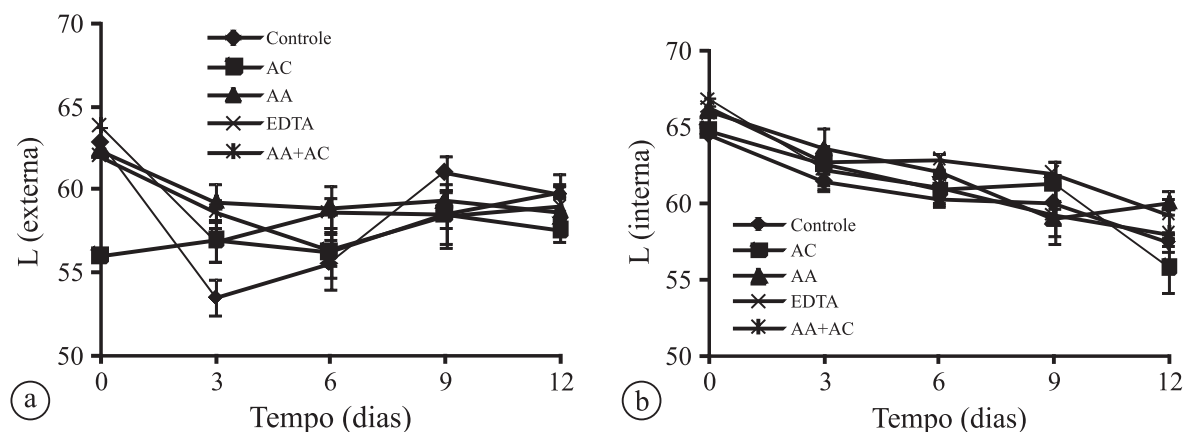 70
65
60
55
50
L (externa)
Controle
AC
AA
EDTA
AA+AC
0 3 6 9 12
Tempo (dias)
a
70
65
60
55
50
L (interna)
Controle
AC
AA
EDTA
AA+AC
0 3 6 9 12
Tempo (dias)
b